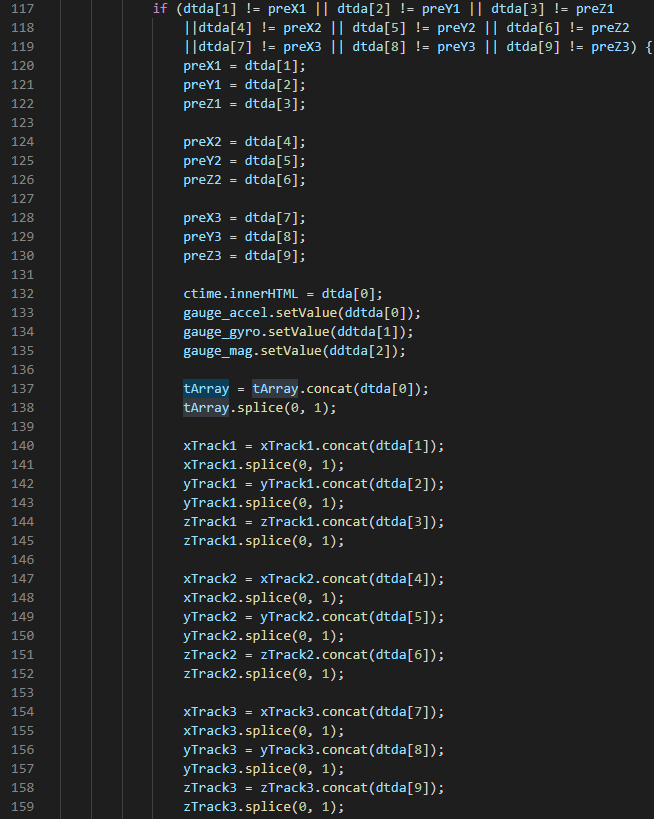 117 if (dtda[1] != preX1 || dtda[2] != preY1 || dtda[3] != preZ1
118 ||dtda[4] != preX2 || dtda[5] != preY2 || dtda[6] != preZ2
119 ||dtda[7] != preX3 || dtda[8] != preY3 || dtda[9] != preZ3) {
120 preX1 = dtda[1];
121 preY1 = dtda[2];
122 preZ1 = dtda[3];
123
124 preX2 = dtda[4];
125 preY2 = dtda[5];
126 preZ2 = dtda[6];
127
128 preX3 = dtda[7];
129 preY3 = dtda[8];
130 preZ3 = dtda[9];
131
132 ctime.innerHTML = dtda[0];
133 gauge_accel.setValue(ddtda[0]);
134 gauge_gyro.setValue(ddtda[1]);
135 gauge_mag.setValue(ddtda[2]);
136
137 tArray = tArray.concat(dtda[0]);
138 tArray.splice(0, 1);
139
140 xTrack1 = xTrack1.concat(dtda[1]);
141 xTrack1.splice(0, 1);
142 yTrack1 = yTrack1.concat(dtda[2]);
143 yTrack1.splice(0, 1);
144 zTrack1 = zTrack1.concat(dtda[3]);
145 zTrack1.splice(0, 1);
146
147 xTrack2 = xTrack2.concat(dtda[4]);
148 xTrack2.splice(0, 1);
149 yTrack2 = yTrack2.concat(dtda[5]);
150 yTrack2.splice(0, 1);
151 zTrack2 = zTrack2.concat(dtda[6]);
152 zTrack2.splice(0, 1);
153
154 xTrack3 = xTrack3.concat(dtda[7]);
155 xTrack3.splice(0, 1);
156 yTrack3 = yTrack3.concat(dtda[8]);
157 yTrack3.splice(0, 1);
158 zTrack3 = zTrack3.concat(dtda[9]);
159 zTrack3.splice(0, 1);